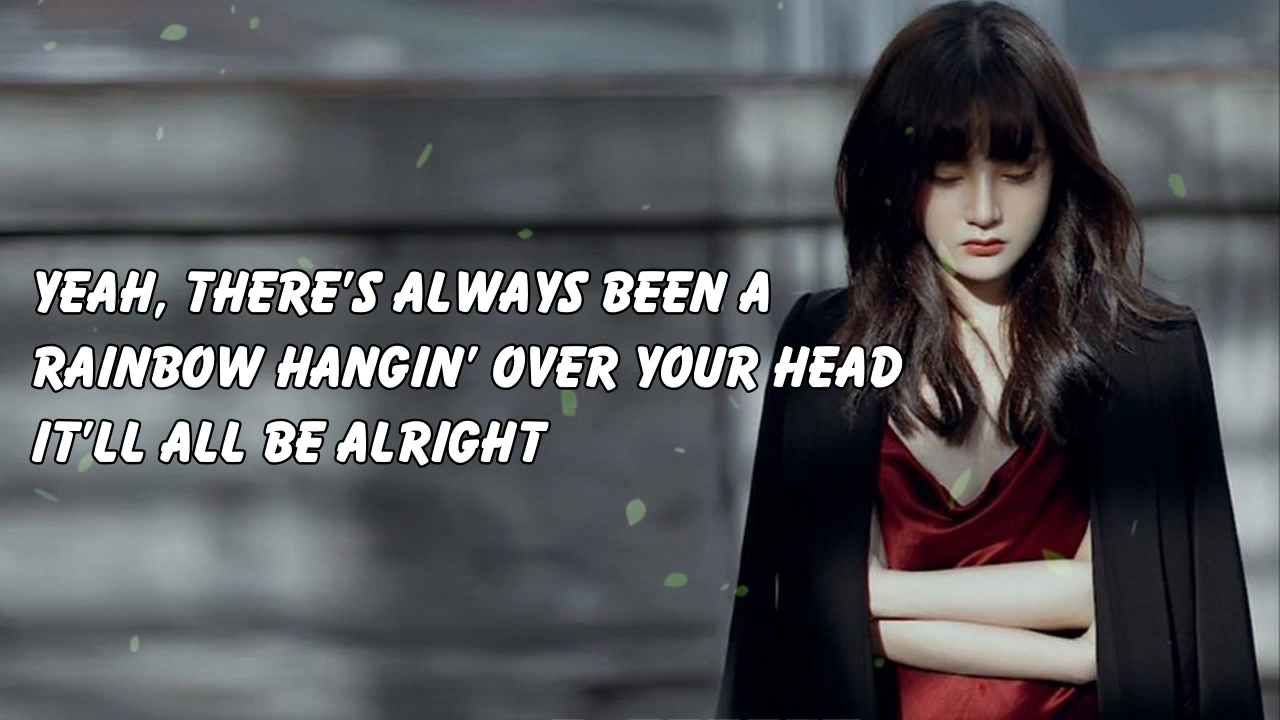 YEAH, THERE'S ALWAYS BEEN A
RAINBOW HANGIN' OVER YOUR HEAD
IT'LL ALL BE ALRIGHT